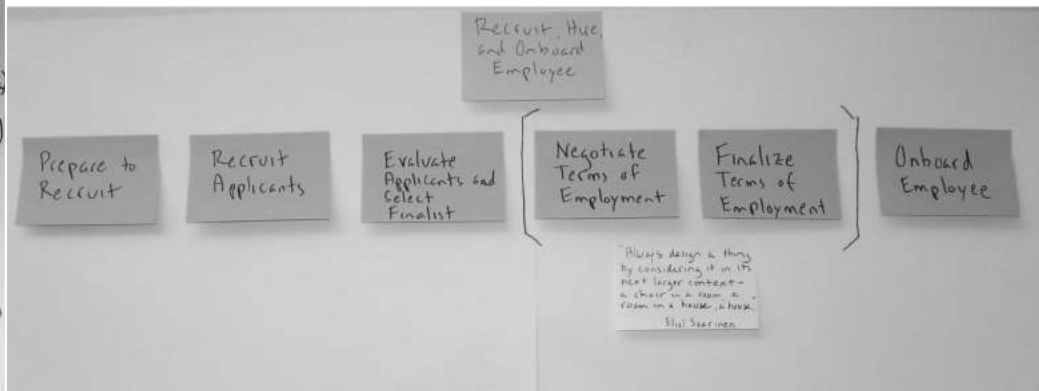 Recruit, Hire,
and Onboard
Employee
Prepare to
Recruit
Recruit
Applicants
Evaluate
Applicants and
Select
Finalist
Negotiate
Terms of
Employment
Finalize
Terms of
Employment
Onboard
Employee
"Always design a thing
by considering it in its
next larger context -
a chair in a room a
room in a house, a house
Saarinen